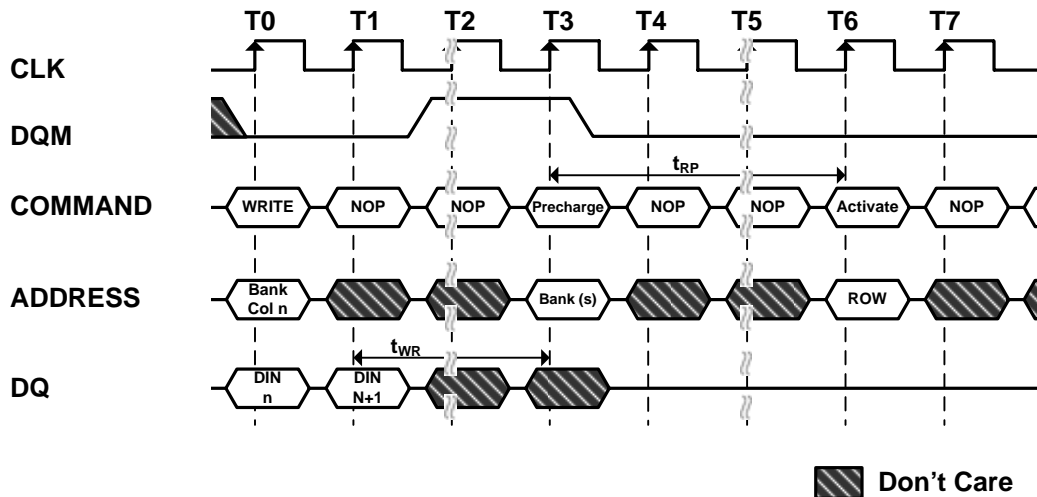 T0 T1 T2 T3 T4 T5 T6 T7
CLK
DQM
tRP
COMMAND WRITE NOP NOP Precharge NOP NOP Activate NOP
ADDRESS Bank Col n Bank (s) ROW
tWR
DQ DIN n DIN N+1
Don't Care